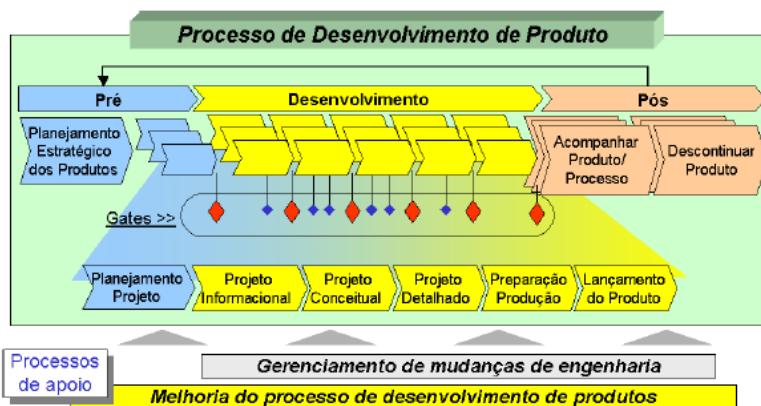 Processo de Desenvolvimento de Produto
Pré
Desenvolvimento
Pós
Planejamento
Estratégico
dos Produtos
Acompanhar
Produto/
Processo
Descontinuar
Produto
Gates >>
Planejamento
Projeto
Projeto
Informacional
Projeto
Conceitual
Projeto
Detalhado
Preparação
Produção
Lançamento
do Produto
Processos
de apoio
Gerenciamento de mudanças de engenharia
Melhoria do processo de desenvolvimento de produtos